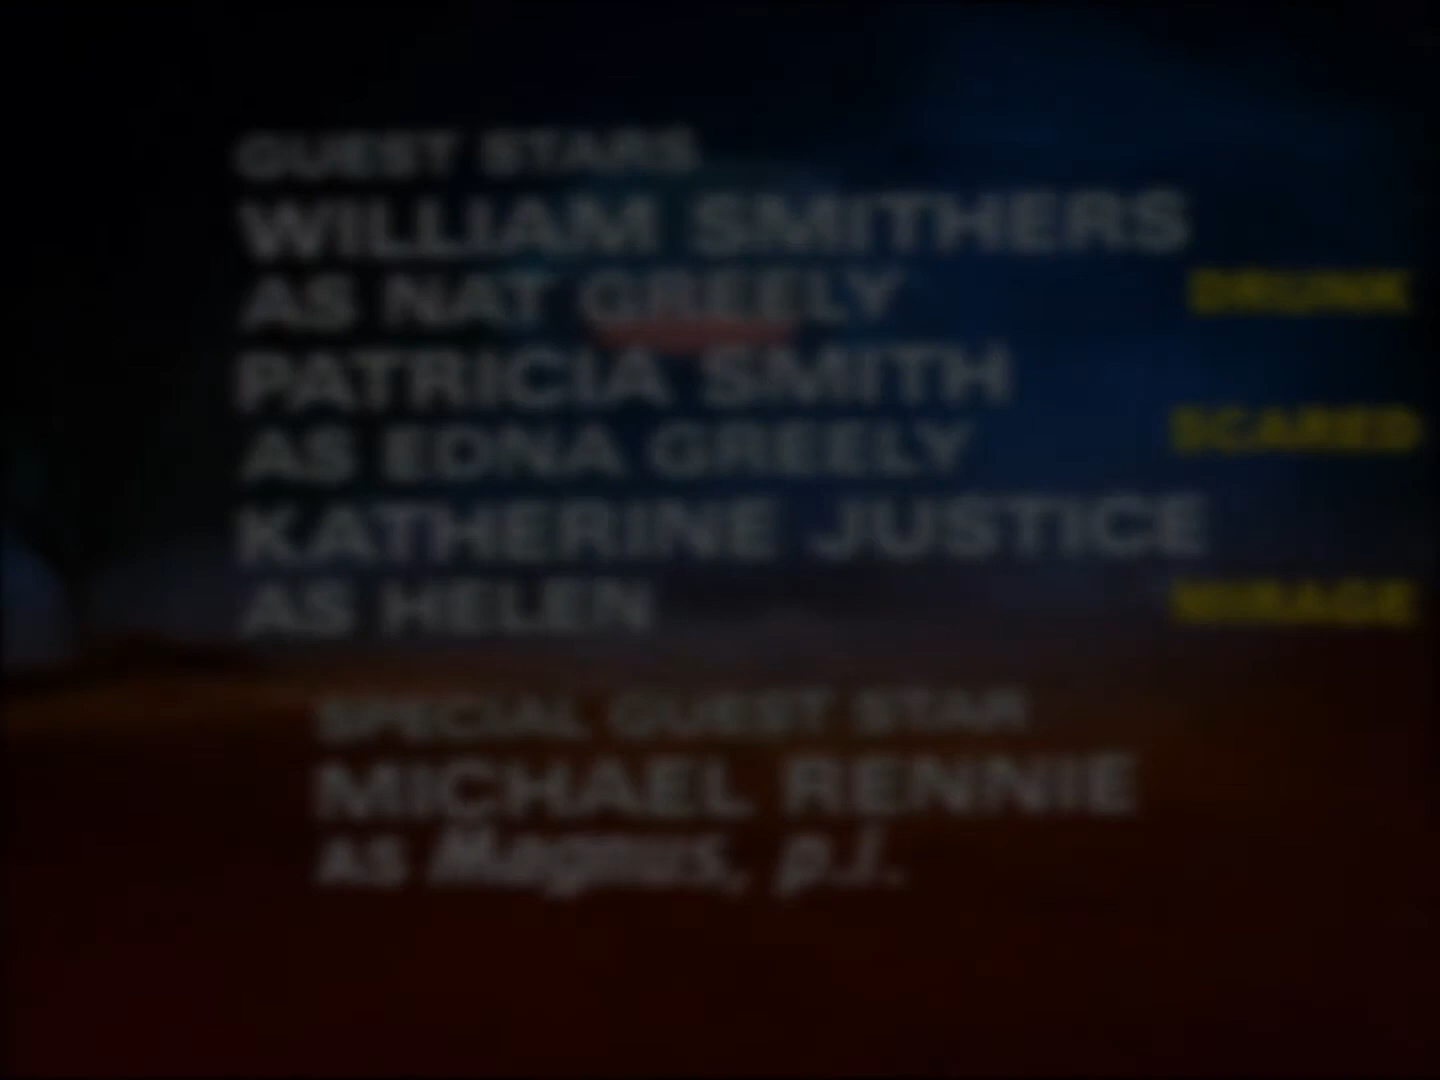 GUEST STARS
WILLIAM SMITHERS
AS NAT GREELY
DRUNK
PATRICIA SMITH
AS EDNA GREELY
SCARED
KATHERINE JUSTICE
AS HELEN
MIRAGE
SPECIAL GUEST STAR
MICHAEL RENNIE
AS Magnus, p.i.